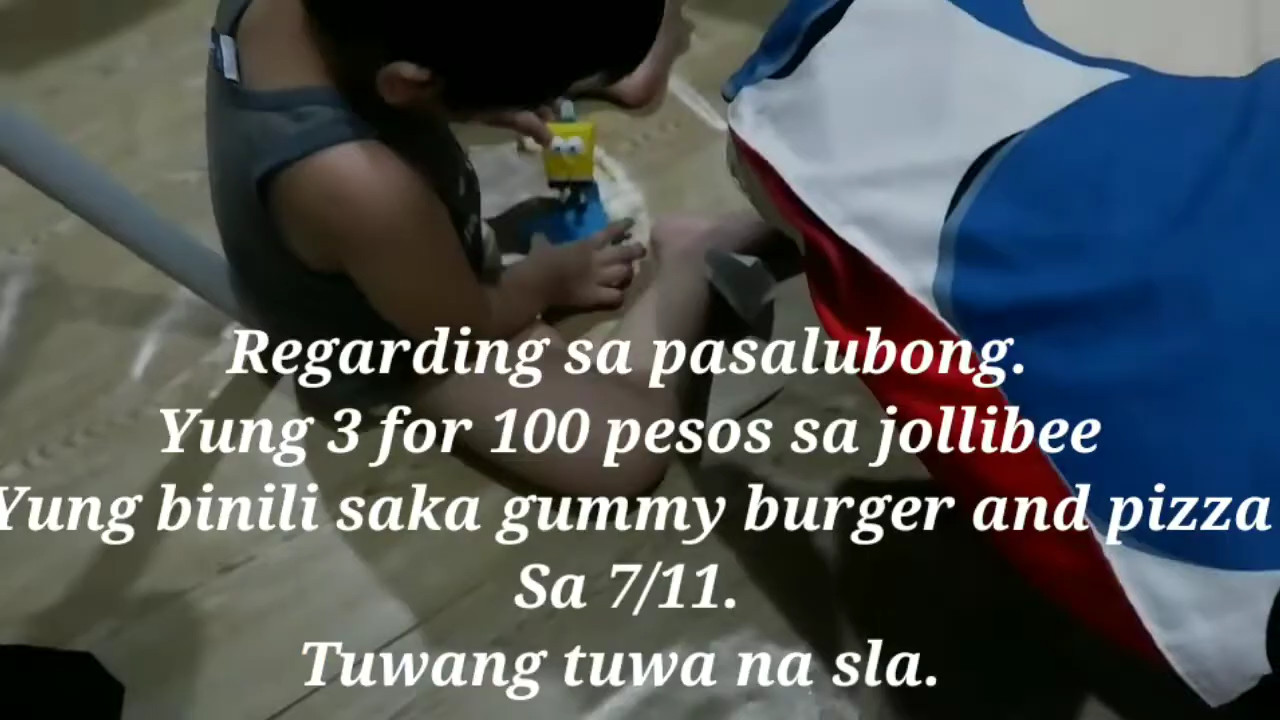 Regarding sa pasalubong.
Yung 3 for 100 pesos sa jollibee
Yung binili saka gummy burger and pizza
Sa 7/11.
Tuwang tuwa na sla.